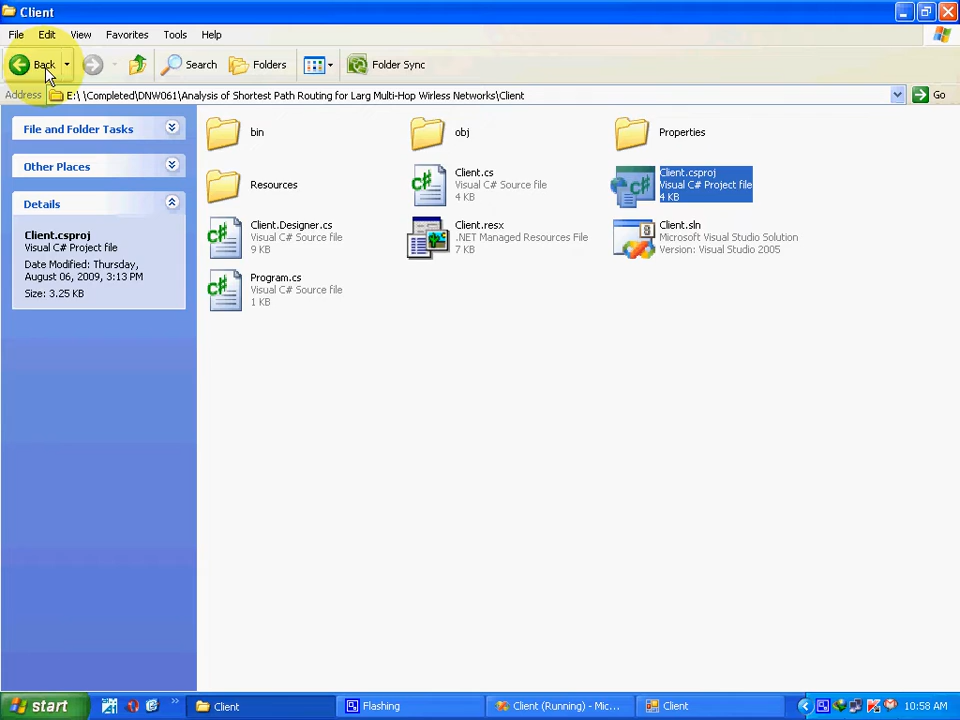 Client
File Edit View Favorites Tools Help
Back Search Folders Folder Sync
Address E:\ \Completed\DNW061\Analysis of Shortest Path Routing for Larg Multi-Hop Wirless Networks\Client Go
File and Folder Tasks
Other Places
Details
Client.csproj
Visual C# Project file
Date Modified: Thursday,
August 06, 2009, 3:13 PM
Size: 3.25 KB
bin
obj
Properties
Resources
Client.cs
Visual C# Source file
4 KB
Client.csproj
Visual C# Project file
4 KB
Client.Designer.cs
Visual C# Source file
9 KB
Client.resx
.NET Managed Resources File
7 KB
Client.sln
Microsoft Visual Studio Solution
Version: Visual Studio 2005
Program.cs
Visual C# Source file
1 KB
start Client Flashing Client (Running) - Mic... Client 10:58 AM